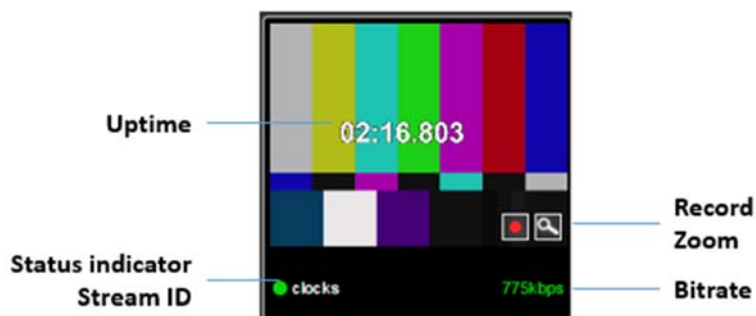 Uptime
02:16.803
Record
Zoom
Status indicator
Stream ID
clocks
775kbps
Bitrate